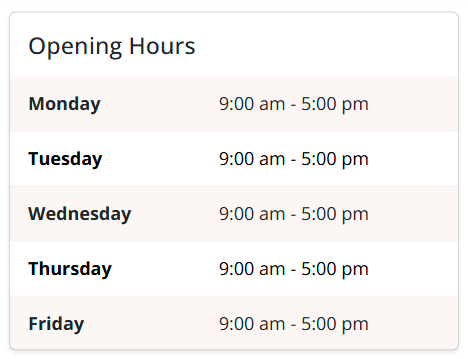 Opening Hours
Monday 9:00 am - 5:00 pm
Tuesday 9:00 am - 5:00 pm
Wednesday 9:00 am - 5:00 pm
Thursday 9:00 am - 5:00 pm
Friday 9:00 am - 5:00 pm